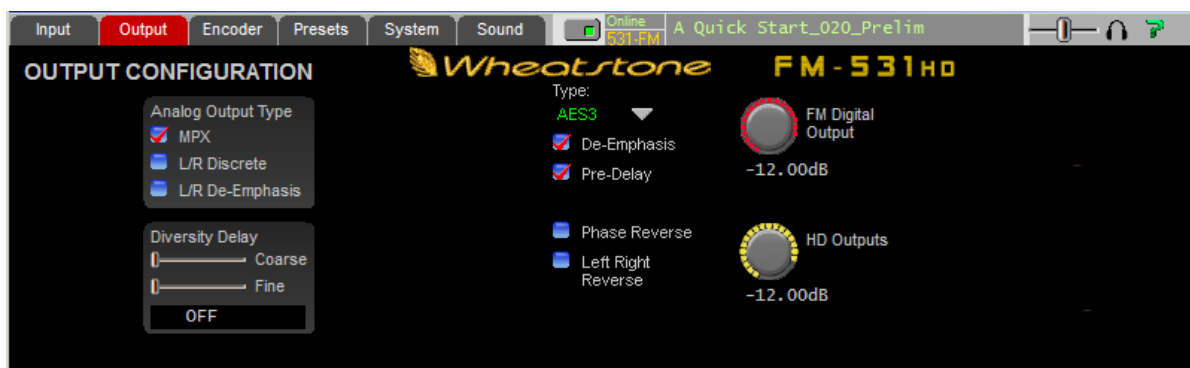 Input Output Encoder Presets System Sound Online 531-FM A Quick Start_020_Prelim
OUTPUT CONFIGURATION
Wheatstone
FM-531HD
Analog Output Type
MPX
L/R Discrete
L/R De-Emphasis
Diversity Delay
Coarse
Fine
OFF
Type:
AES3
De-Emphasis
Pre-Delay
Phase Reverse
Left Right
Reverse
FM Digital
Output
-12.00dB
HD Outputs
-12.00dB